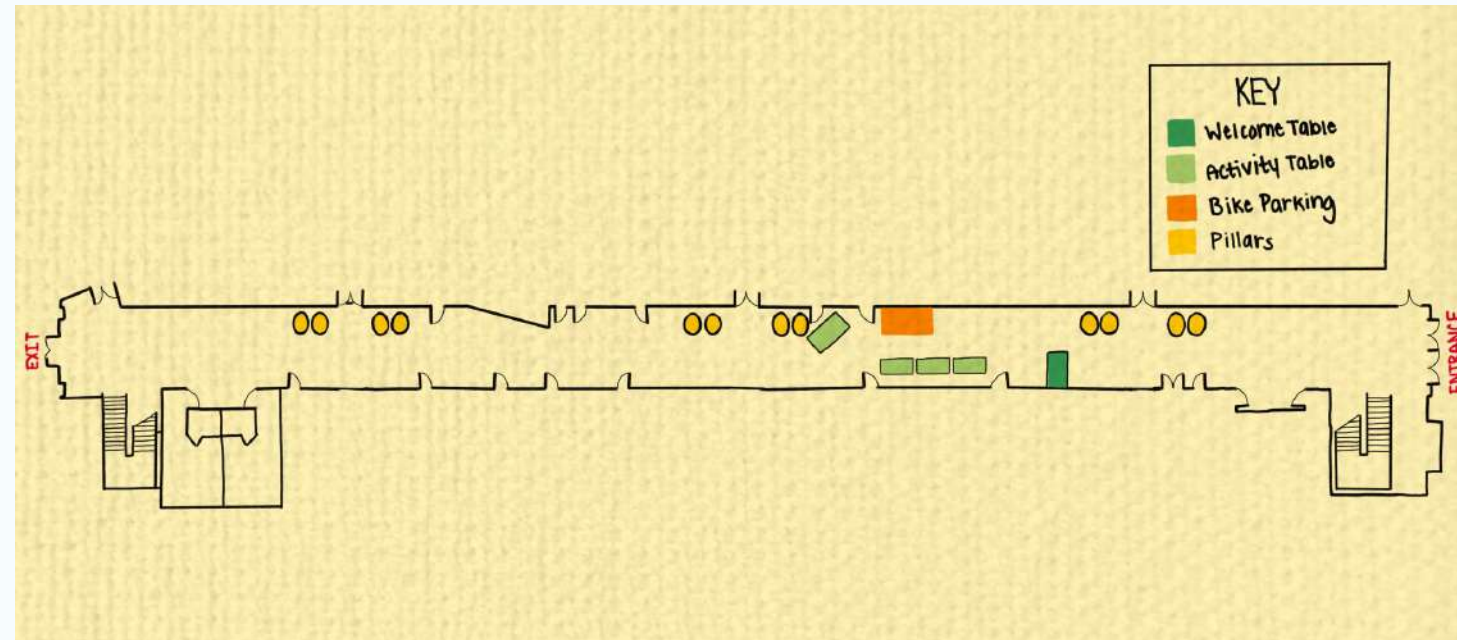 KEY
Welcome Table
Activity Table
Bike Parking
Pillars
EXIT
ENTRANCE